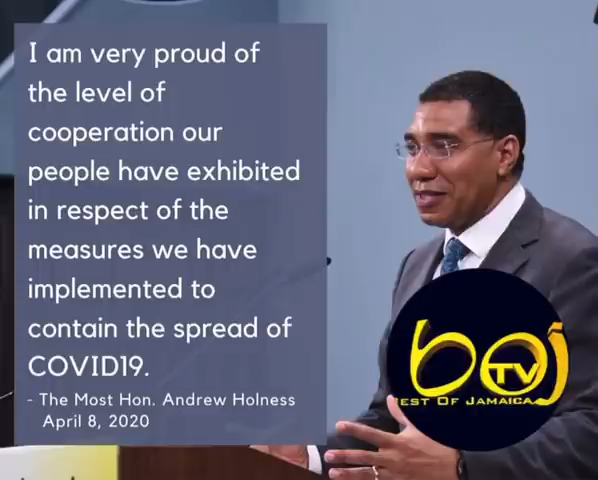 I am very proud of
the level of
cooperation our
people have exhibited
in respect of the
measures we have
implemented to
contain the spread of
COVID19.
- The Most Hon. Andrew Holness
April 8, 2020
boj
TV
EST OF JAMAICA